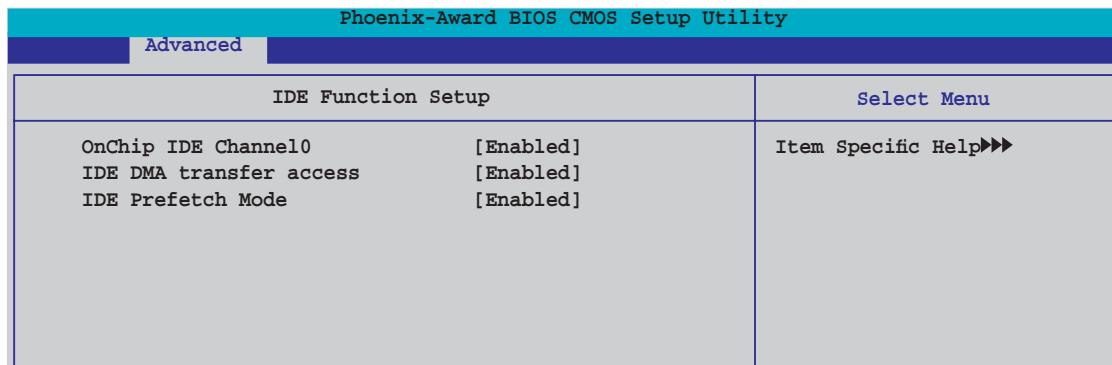 Phoenix-Award BIOS CMOS Setup Utility
Advanced
IDE Function Setup
Select Menu
OnChip IDE Channel0 [Enabled]
Item Specific Help
IDE DMA transfer access [Enabled]
IDE Prefetch Mode [Enabled]